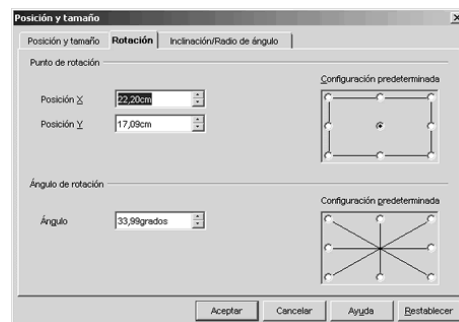 Posición y tamaño
Posición y tamaño Rotación Inclinación/Radio de ángulo
Punto de rotación
Configuración predeterminada
Posición X 22,20cm
Posición Y 17,09cm
Ángulo de rotación
Configuración predeterminada
Ángulo 33,99grados
Aceptar Cancelar Ayuda Restablecer